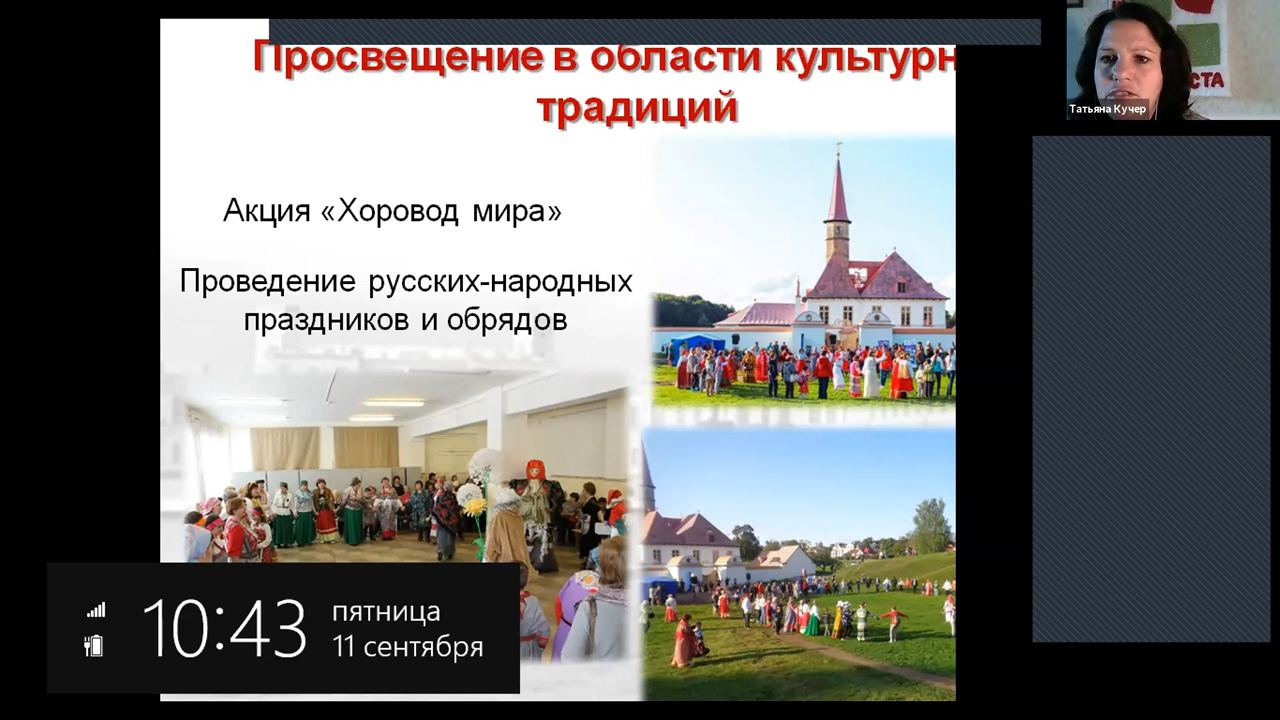 Просвещение в области культурн
традиций
Акция «Хоровод мира»
Проведение русских-народных
праздников и обрядов
10:43
пятница
11 сентября
СТА
Татьяна Кучер